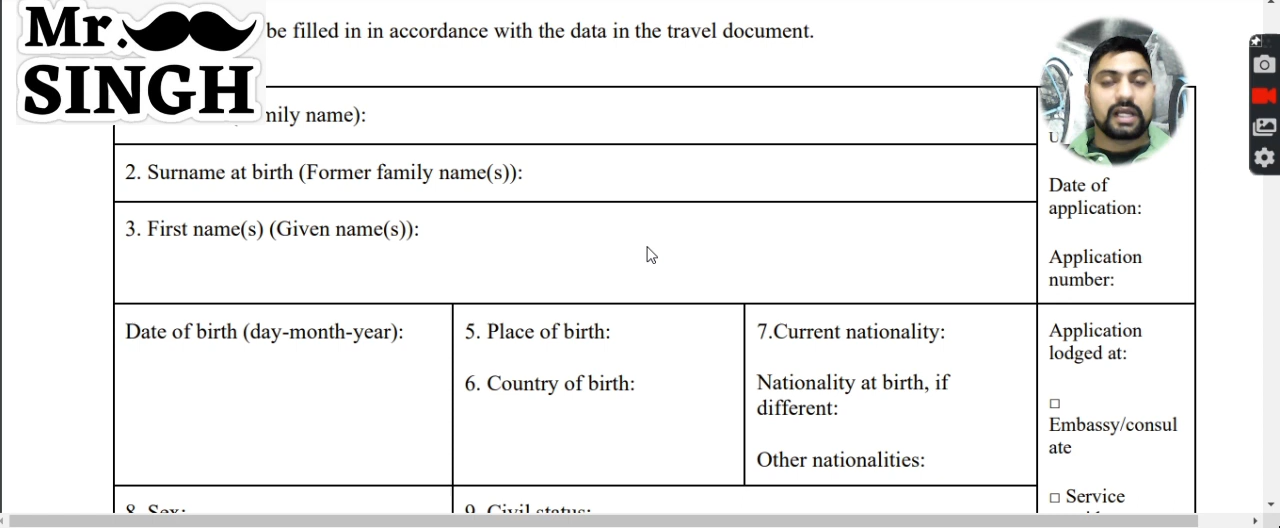 Mr.
SINGH
be filled in in accordance with the data in the travel document.
nily name):
2. Surname at birth (Former family name(s)):
3. First name(s) (Given name(s)):
Date of
application:
Application
number:
Date of birth (day-month-year):
5. Place of birth:
6. Country of birth:
7.Current nationality:
Nationality at birth, if
different:
Other nationalities:
Application
lodged at:
□
Embassy/consul
ate
□ Service
8. Sex:
9. Civil status: